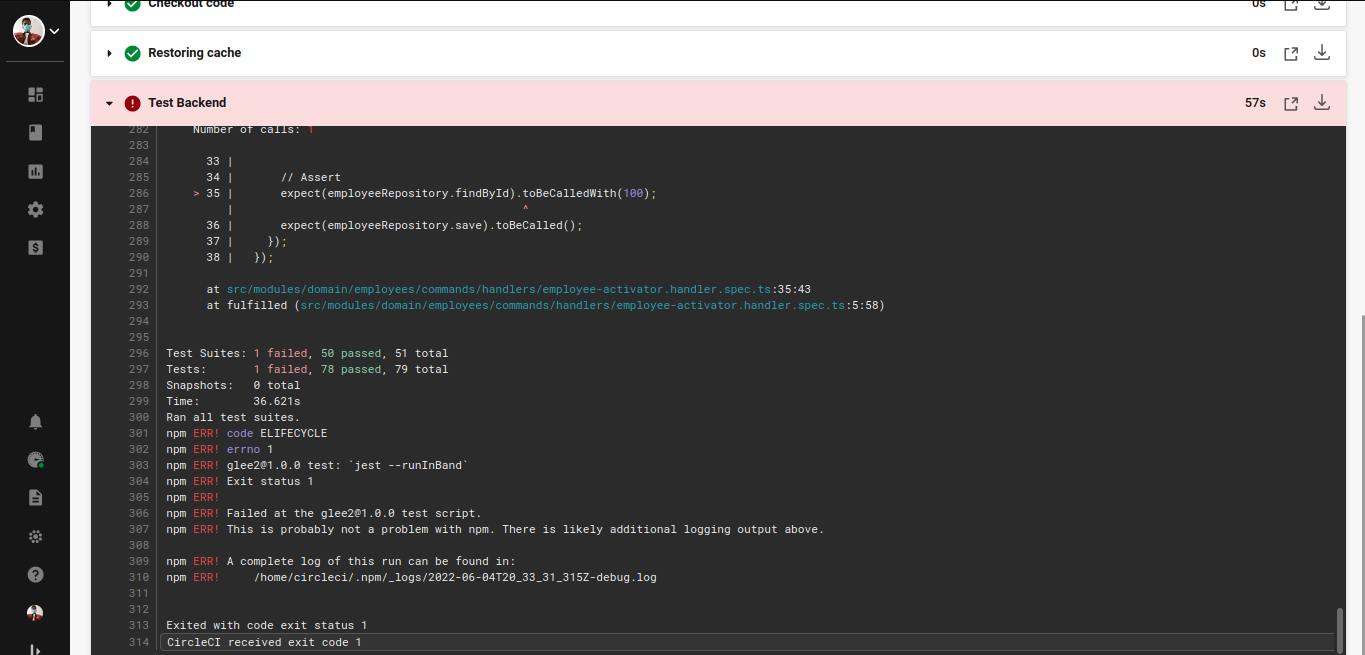 Checkout code 0s
Restoring cache 0s
Test Backend 57s
282 Number of calls: 1
283
284 33 |
285 34 | // Assert
286 > 35 | expect(employeeRepository.findById).toBeCalledWith(100);
287 | ^
288 36 | expect(employeeRepository.save).toBeCalled();
289 37 | });
290 38 | });
291
292 at src/modules/domain/employees/commands/handlers/employee-activator.handler.spec.ts:35:43
293 at fulfilled (src/modules/domain/employees/commands/handlers/employee-activator.handler.spec.ts:5:58)
294
295
296 Test Suites: 1 failed, 50 passed, 51 total
297 Tests: 1 failed, 78 passed, 79 total
298 Snapshots: 0 total
299 Time: 36.621s
300 Ran all test suites.
301 npm ERR! code ELIFECYCLE
302 npm ERR! errno 1
303 npm ERR! glee2@1.0.0 test: `jest --runInBand`
304 npm ERR! Exit status 1
305 npm ERR!
306 npm ERR! Failed at the glee2@1.0.0 test script.
307 npm ERR! This is probably not a problem with npm. There is likely additional logging output above.
308
309 npm ERR! A complete log of this run can be found in:
310 npm ERR! /home/circleci/.npm/_logs/2022-06-04T20_33_31_315Z-debug.log
311
312
313 Exited with code exit status 1
314 CircleCI received exit code 1